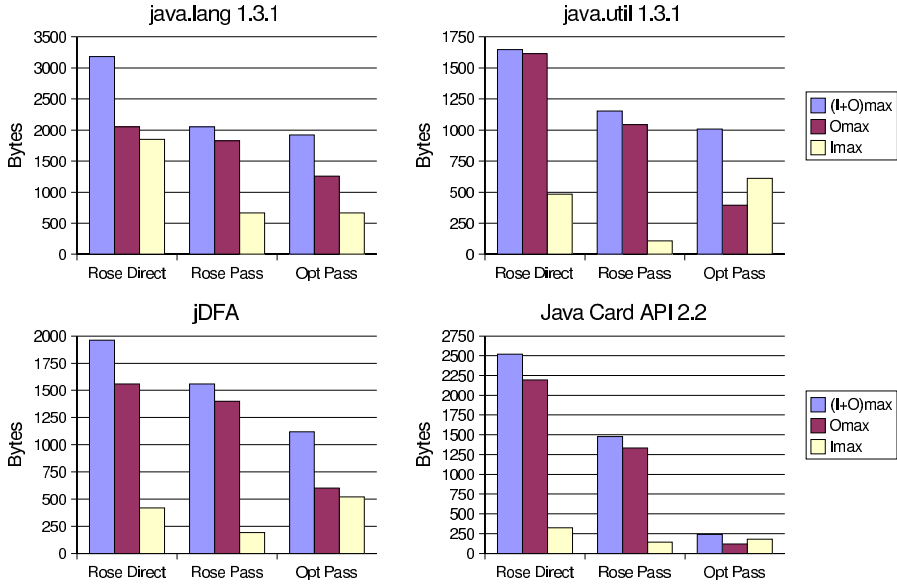 java.lang 1.3.1
Bytes
3500
3000
2500
2000
1500
1000
500
0
Rose Direct Rose Pass Opt Pass
java.util 1.3.1
Bytes
1750
1500
1250
1000
750
500
250
0
Rose Direct Rose Pass Opt Pass
(I+O)max
Omax
Imax
jDFA
Bytes
2000
1750
1500
1250
1000
750
500
250
0
Rose Direct Rose Pass Opt Pass
Java Card API 2.2
Bytes
2750
2500
2250
2000
1750
1500
1250
1000
750
500
250
0
Rose Direct Rose Pass Opt Pass
(I+O)max
Omax
Imax